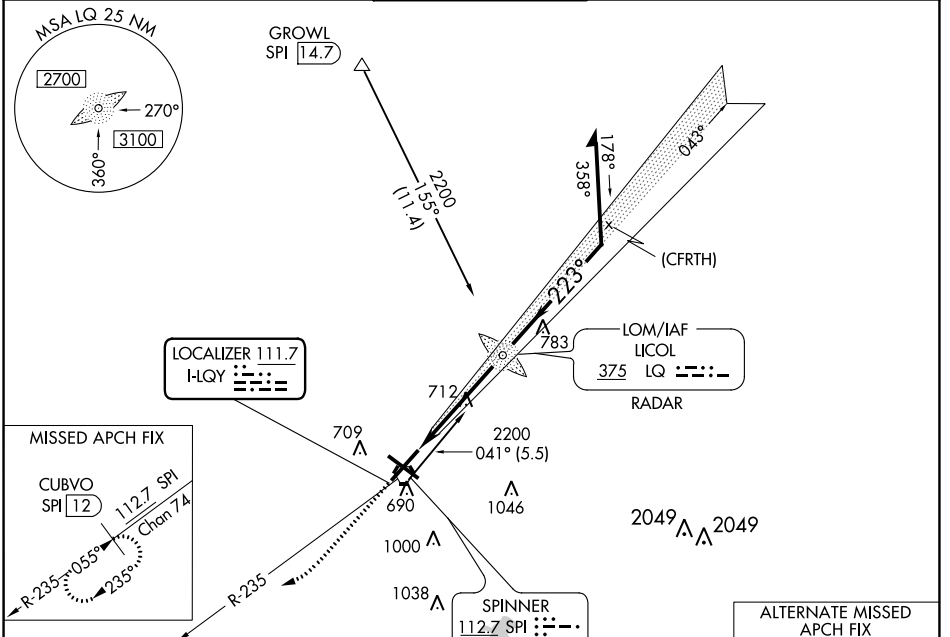 MSA LQ 25 NM
2700
270°
3100
360°
GROWL
SPI 14.7
2200
155°
(11.4)
178°
358°
043°
(CFRTH)
223°
783
LOM/IAF
LICOL
375 LQ
RADAR
LOCALIZER 111.7
I-LQY
712
709
2200
041° (5.5)
690
1046
2049 2049
1000
1038
MISSED APCH FIX
CUBVO
SPI 12
112.7 SPI
Chan 74
R-235
055°
235°
R-235
SPINNER
112.7 SPI
ALTERNATE MISSED
APCH FIX